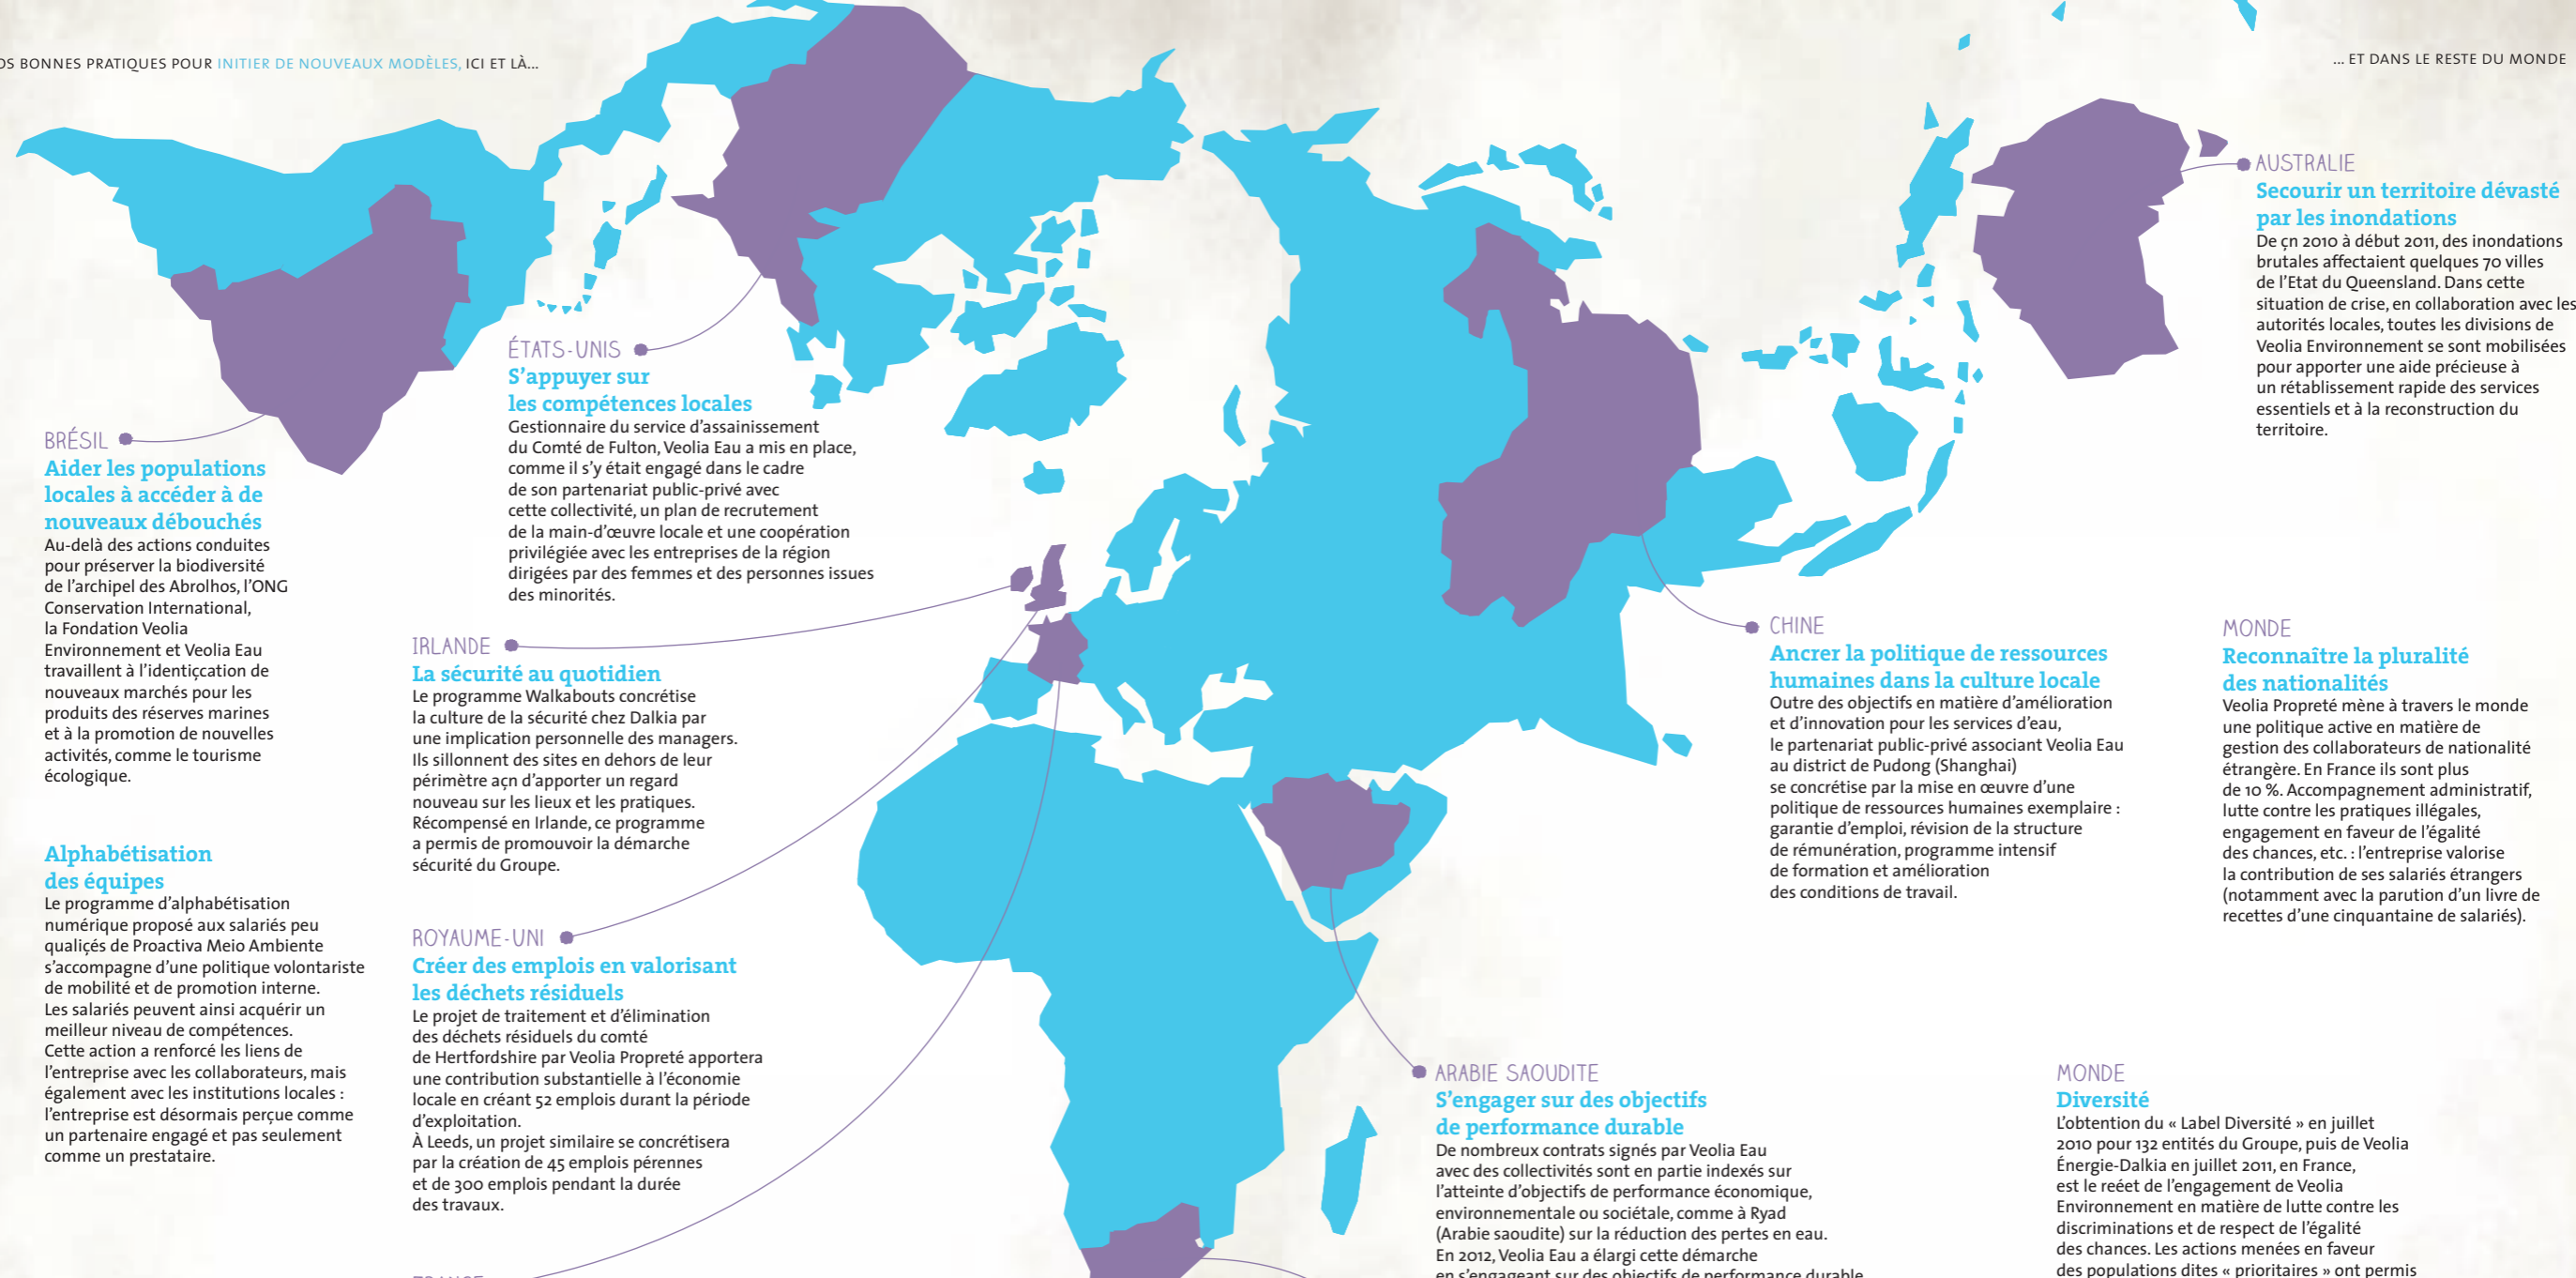 OS BONNES PRATIQUES POUR INITIER DE NOUVEAUX MODÈLES, ICI ET LÀ...
... ET DANS LE RESTE DU MONDE
BRÉSIL
Aider les populations
locales à accéder à de
nouveaux débouchés
Au-delà des actions conduites
pour préserver la biodiversité
de l'archipel des Abrolhos, l'ONG
Conservation International,
la Fondation Veolia
Environnement et Veolia Eau
travaillent à l'identiçcation de
nouveaux marchés pour les
produits des réserves marines
et à la promotion de nouvelles
activités, comme le tourisme
écologique.
Alphabétisation
des équipes
Le programme d'alphabétisation
numérique proposé aux salariés peu
qualiçés de Proactiva Meio Ambiente
s'accompagne d'une politique volontariste
de mobilité et de promotion interne.
Les salariés peuvent ainsi acquérir un
meilleur niveau de compétences.
Cette action a renforcé les liens de
l'entreprise avec les collaborateurs, mais
également avec les institutions locales :
l'entreprise est désormais perçue comme
un partenaire engagé et pas seulement
comme un prestataire.
ÉTATS-UNIS
S'appuyer sur
les compétences locales
Gestionnaire du service d'assainissement
du Comté de Fulton, Veolia Eau a mis en place,
comme il s'y était engagé dans le cadre
de son partenariat public-privé avec
cette collectivité, un plan de recrutement
de la main-d'œuvre locale et une coopération
privilégiée avec les entreprises de la région
dirigées par des femmes et des personnes issues
des minorités.
IRLANDE
La sécurité au quotidien
Le programme Walkabouts concrétise
la culture de la sécurité chez Dalkia par
une implication personnelle des managers.
Ils sillonnent des sites en dehors de leur
périmètre açn d'apporter un regard
nouveau sur les lieux et les pratiques.
Récompensé en Irlande, ce programme
a permis de promouvoir la démarche
sécurité du Groupe.
ROYAUME-UNI
Créer des emplois en valorisant
les déchets résiduels
Le projet de traitement et d'élimination
des déchets résiduels du comté
de Hertfordshire par Veolia Propreté apportera
une contribution substantielle à l'économie
locale en créant 52 emplois durant la période
d'exploitation.
À Leeds, un projet similaire se concrétisera
par la création de 45 emplois pérennes
et de 300 emplois pendant la durée
des travaux.
AUSTRALIE
Secourir un territoire dévasté
par les inondations
De çn 2010 à début 2011, des inondations
brutales affectaient quelques 70 villes
de l'Etat du Queensland. Dans cette
situation de crise, en collaboration avec les
autorités locales, toutes les divisions de
Veolia Environnement se sont mobilisées
pour apporter une aide précieuse à
un rétablissement rapide des services
essentiels et à la reconstruction du
territoire.
CHINE
Ancrer la politique de ressources
humaines dans la culture locale
Outre des objectifs en matière d'amélioration
et d'innovation pour les services d'eau,
le partenariat public-privé associant Veolia Eau
au district de Pudong (Shanghai)
se concrétise par la mise en œuvre d'une
politique de ressources humaines exemplaire :
garantie d'emploi, révision de la structure
de rémunération, programme intensif
de formation et amélioration
des conditions de travail.
MONDE
Reconnaître la pluralité
des nationalités
Veolia Propreté mène à travers le monde
une politique active en matière de
gestion des collaborateurs de nationalité
étrangère. En France ils sont plus
de 10 %. Accompagnement administratif,
lutte contre les pratiques illégales,
engagement en faveur de l'égalité
des chances, etc. : l'entreprise valorise
la contribution de ses salariés étrangers
(notamment avec la parution d'un livre de
recettes d'une cinquantaine de salariés).
ARABIE SAOUDITE
S'engager sur des objectifs
de performance durable
De nombreux contrats signés par Veolia Eau
avec des collectivités sont en partie indexés sur
l'atteinte d'objectifs de performance économique,
environnementale ou sociétale, comme à Ryad
(Arabie saoudite) sur la réduction des pertes en eau.
En 2012, Veolia Eau a élargi cette démarche
en s'engageant sur des objectifs de performance durable
MONDE
Diversité
L'obtention du « Label Diversité » en juillet
2010 pour 132 entités du Groupe, puis de Veolia
Énergie-Dalkia en juillet 2011, en France,
est le reéet de l'engagement de Veolia
Environnement en matière de lutte contre les
discriminations et de respect de l'égalité
des chances. Les actions menées en faveur
des populations dites « prioritaires » ont permis